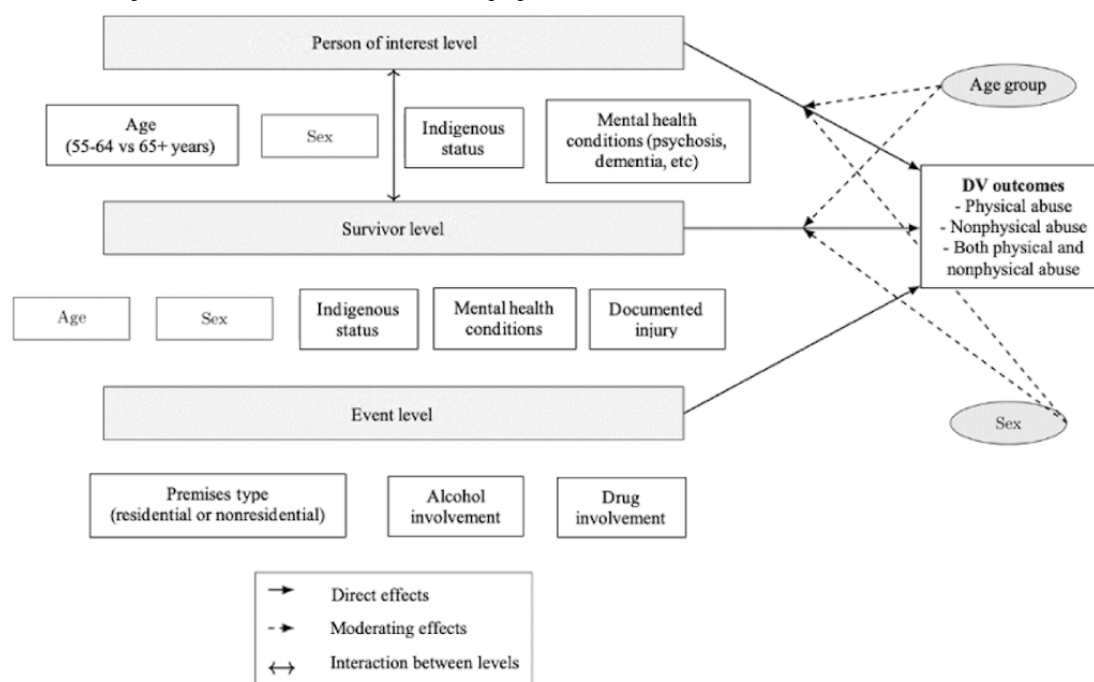 Person of interest level
Age group
Age
(55-64 vs 65+ years)
Sex
Indigenous
status
Mental health
conditions (psychosis,
dementia, etc)
DV outcomes
- Physical abuse
- Nonphysical abuse
- Both physical and
nonphysical abuse
Survivor level
Age
Sex
Indigenous
status
Mental health
conditions
Documented
injury
Event level
Sex
Premises type
(residential or nonresidential)
Alcohol
involvement
Drug
involvement
Direct effects
Moderating effects
Interaction between levels